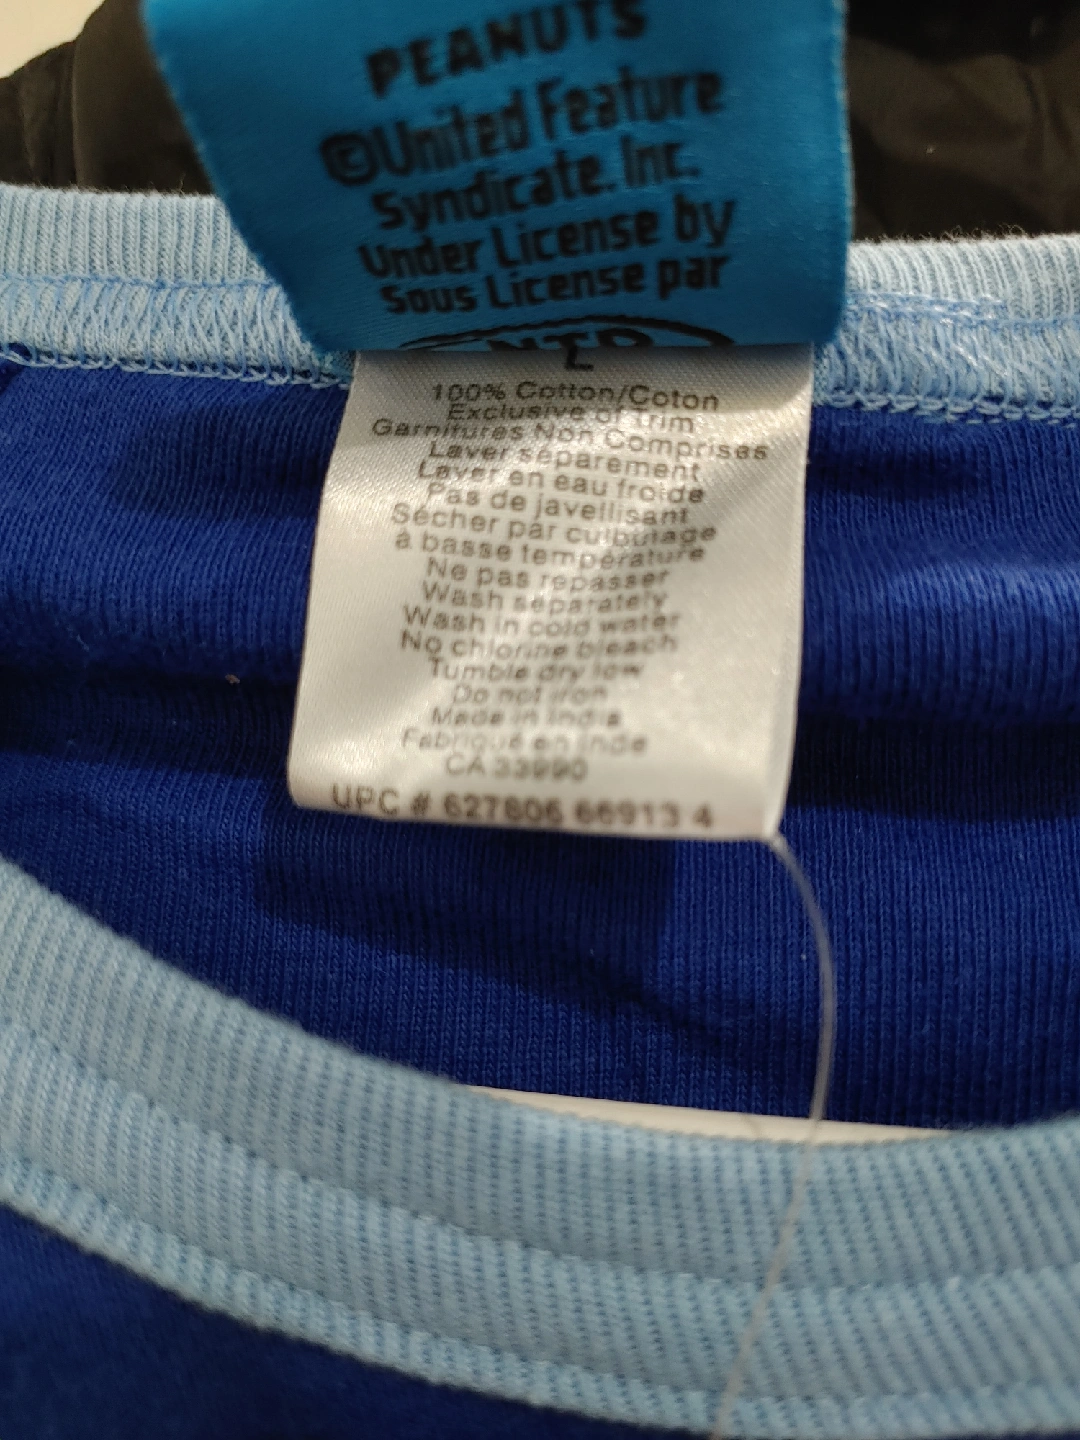 PEANUTS
©United Feature
Syndicate, Inc.
Under License by
Sous License par
NTD
L
100% Cotton/Coton
Exclusive of Trim
Garnitures Non Comprises
Laver séparement
Laver en eau froide
Pas de javellisant
Sécher par culbutage
à basse température
Ne pas repasser
Wash separately
Wash in cold water
No chlorine bleach
Tumble dry low
Do not iron
Made in India
Fabriqué en Inde
CA 33990
UPC # 627806 66913 4